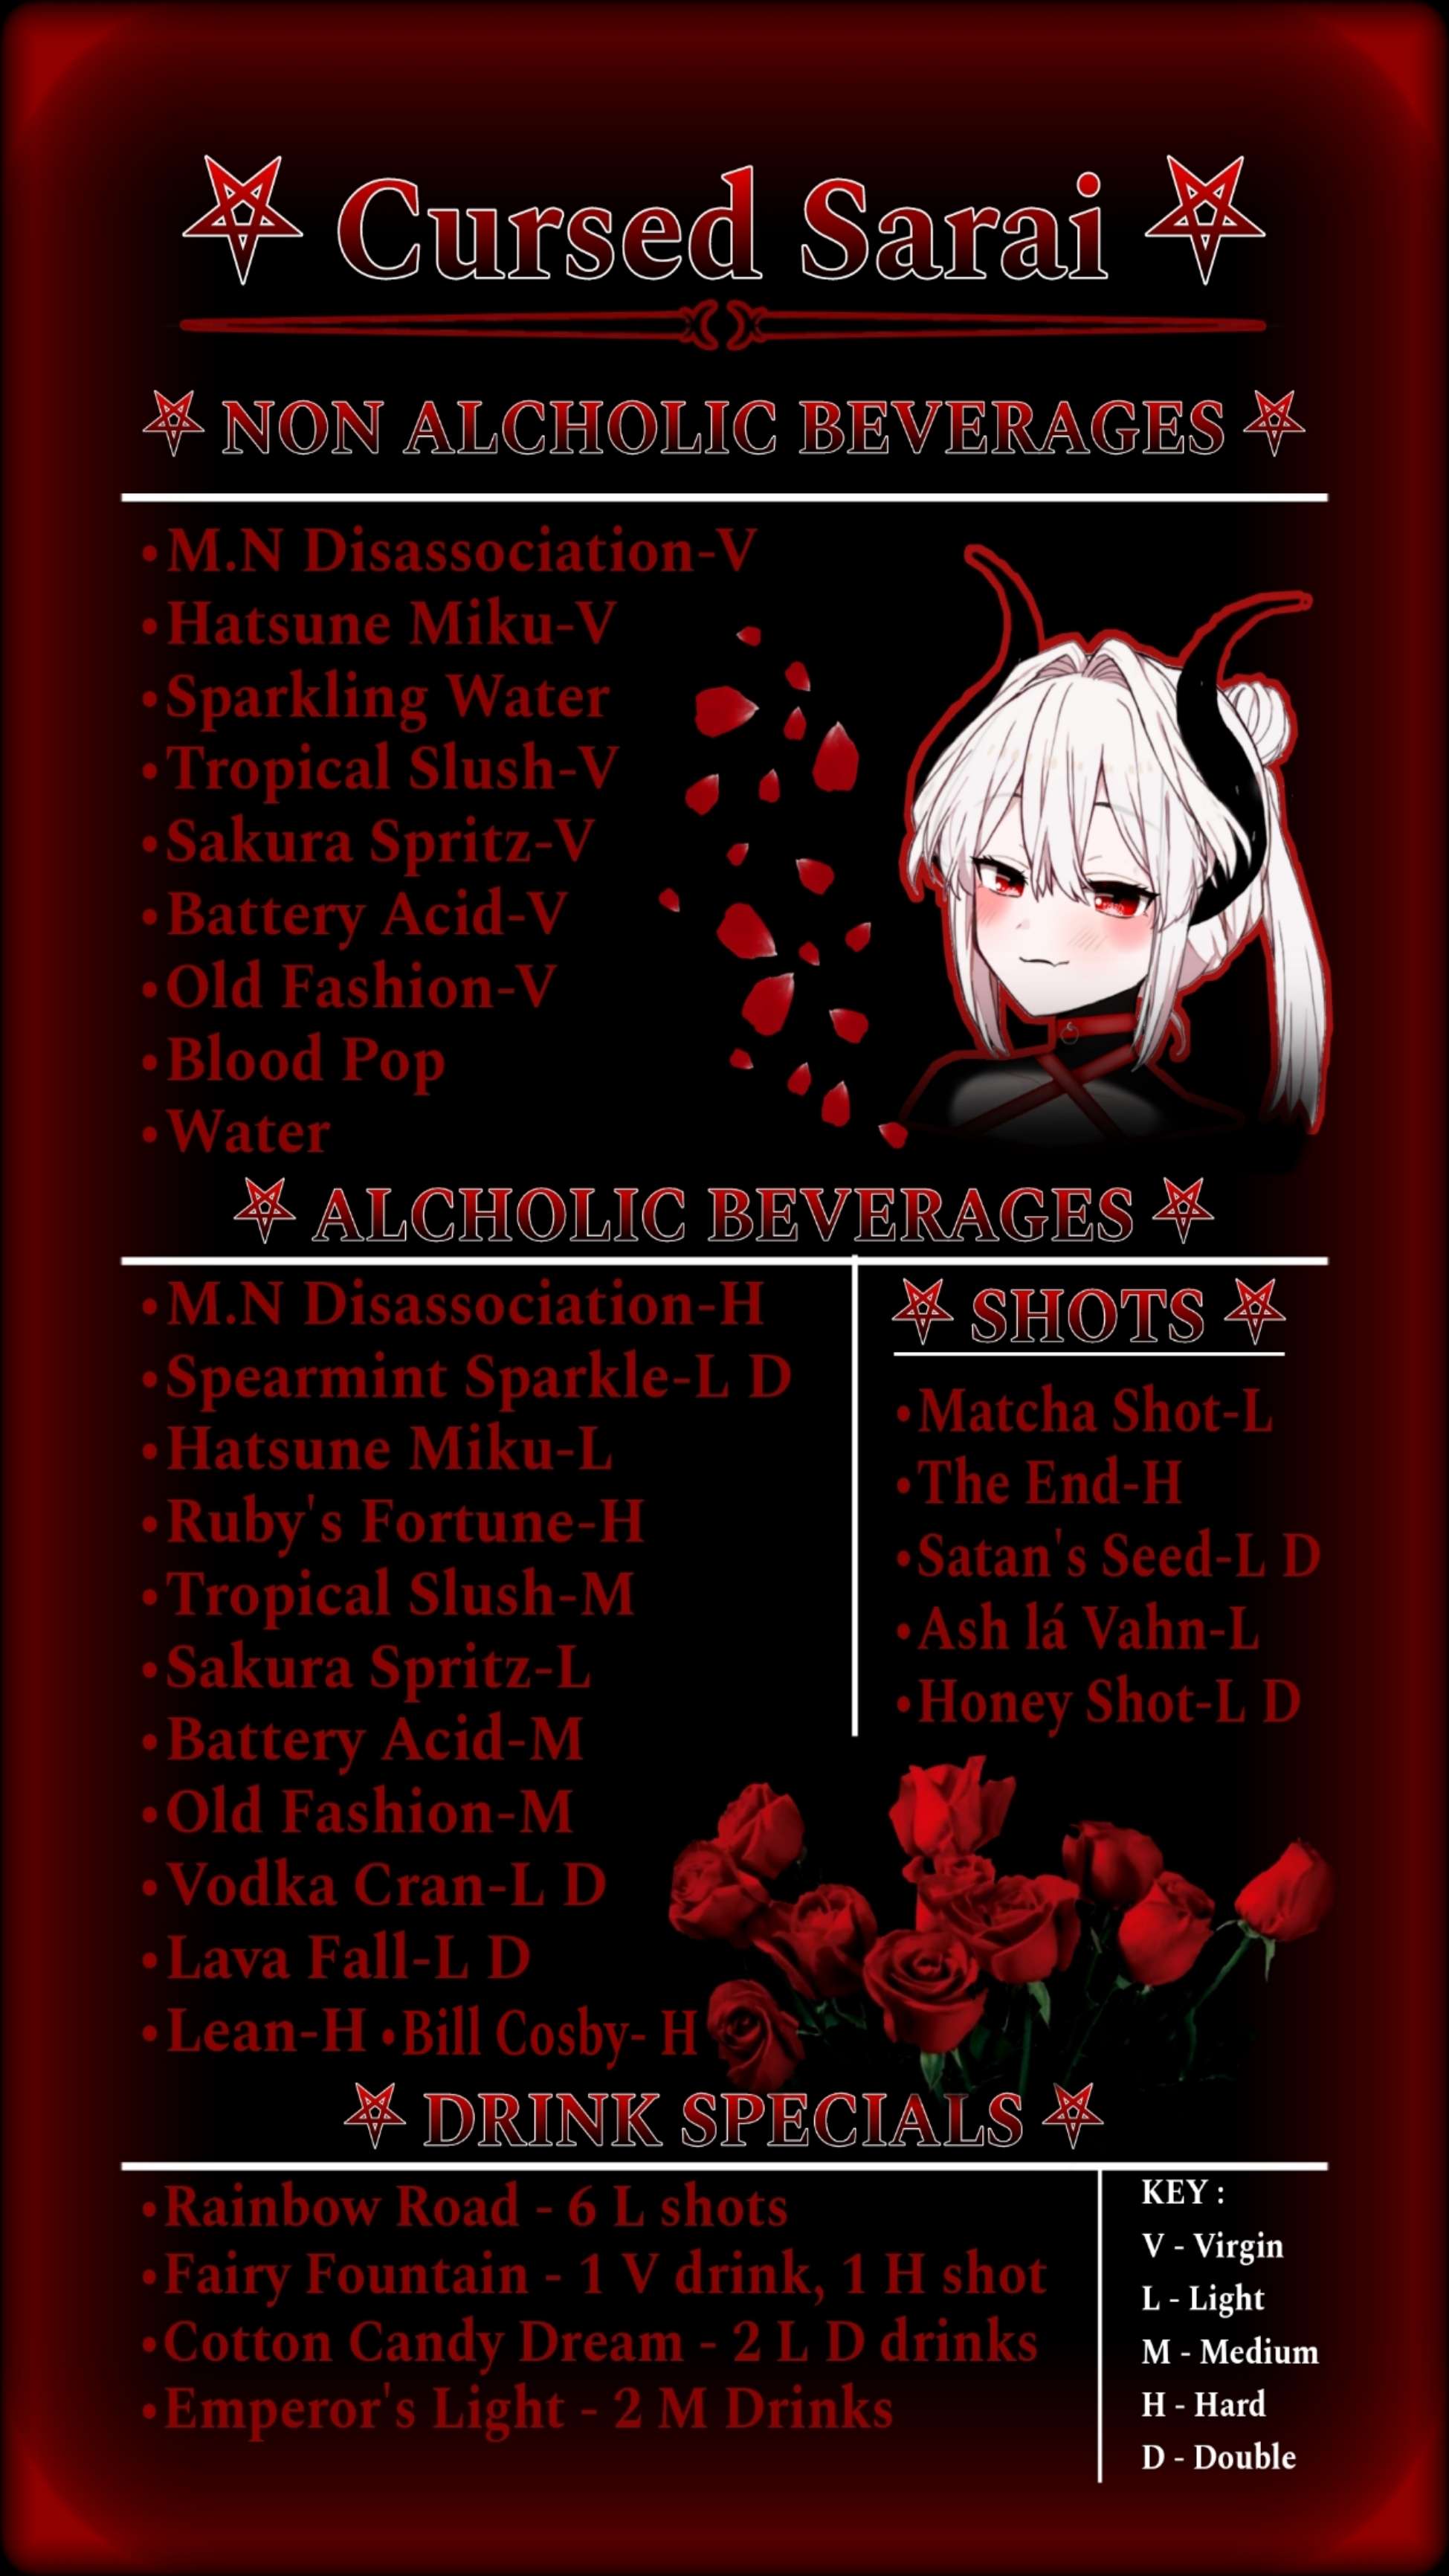 Cursed Sarai
NON ALCHOLIC BEVERAGES
•M.N Disassociation-V
•Hatsune Miku-V
•Sparkling Water
•Tropical Slush-V
•Sakura Spritz-V
•Battery Acid-V
•Old Fashion-V
•Blood Pop
•Water
ALCHOLIC BEVERAGES
•M.N Disassociation-H
•Spearmint Sparkle-L D
•Hatsune Miku-L
•Ruby's Fortune-H
•Tropical Slush-M
•Sakura Spritz-L
•Battery Acid-M
•Old Fashion-M
•Vodka Cran-L D
•Lava Fall-L D
•Lean-H •Bill Cosby- H
SHOTS
•Matcha Shot-L
•The End-H
•Satan's Seed-L D
•Ash lá Vahn-L
•Honey Shot-L D
DRINK SPECIALS
•Rainbow Road - 6 L shots
•Fairy Fountain - 1 V drink, 1 H shot
•Cotton Candy Dream - 2 L D drinks
•Emperor's Light - 2 M Drinks
KEY :
V - Virgin
L - Light
M - Medium
H - Hard
D - Double